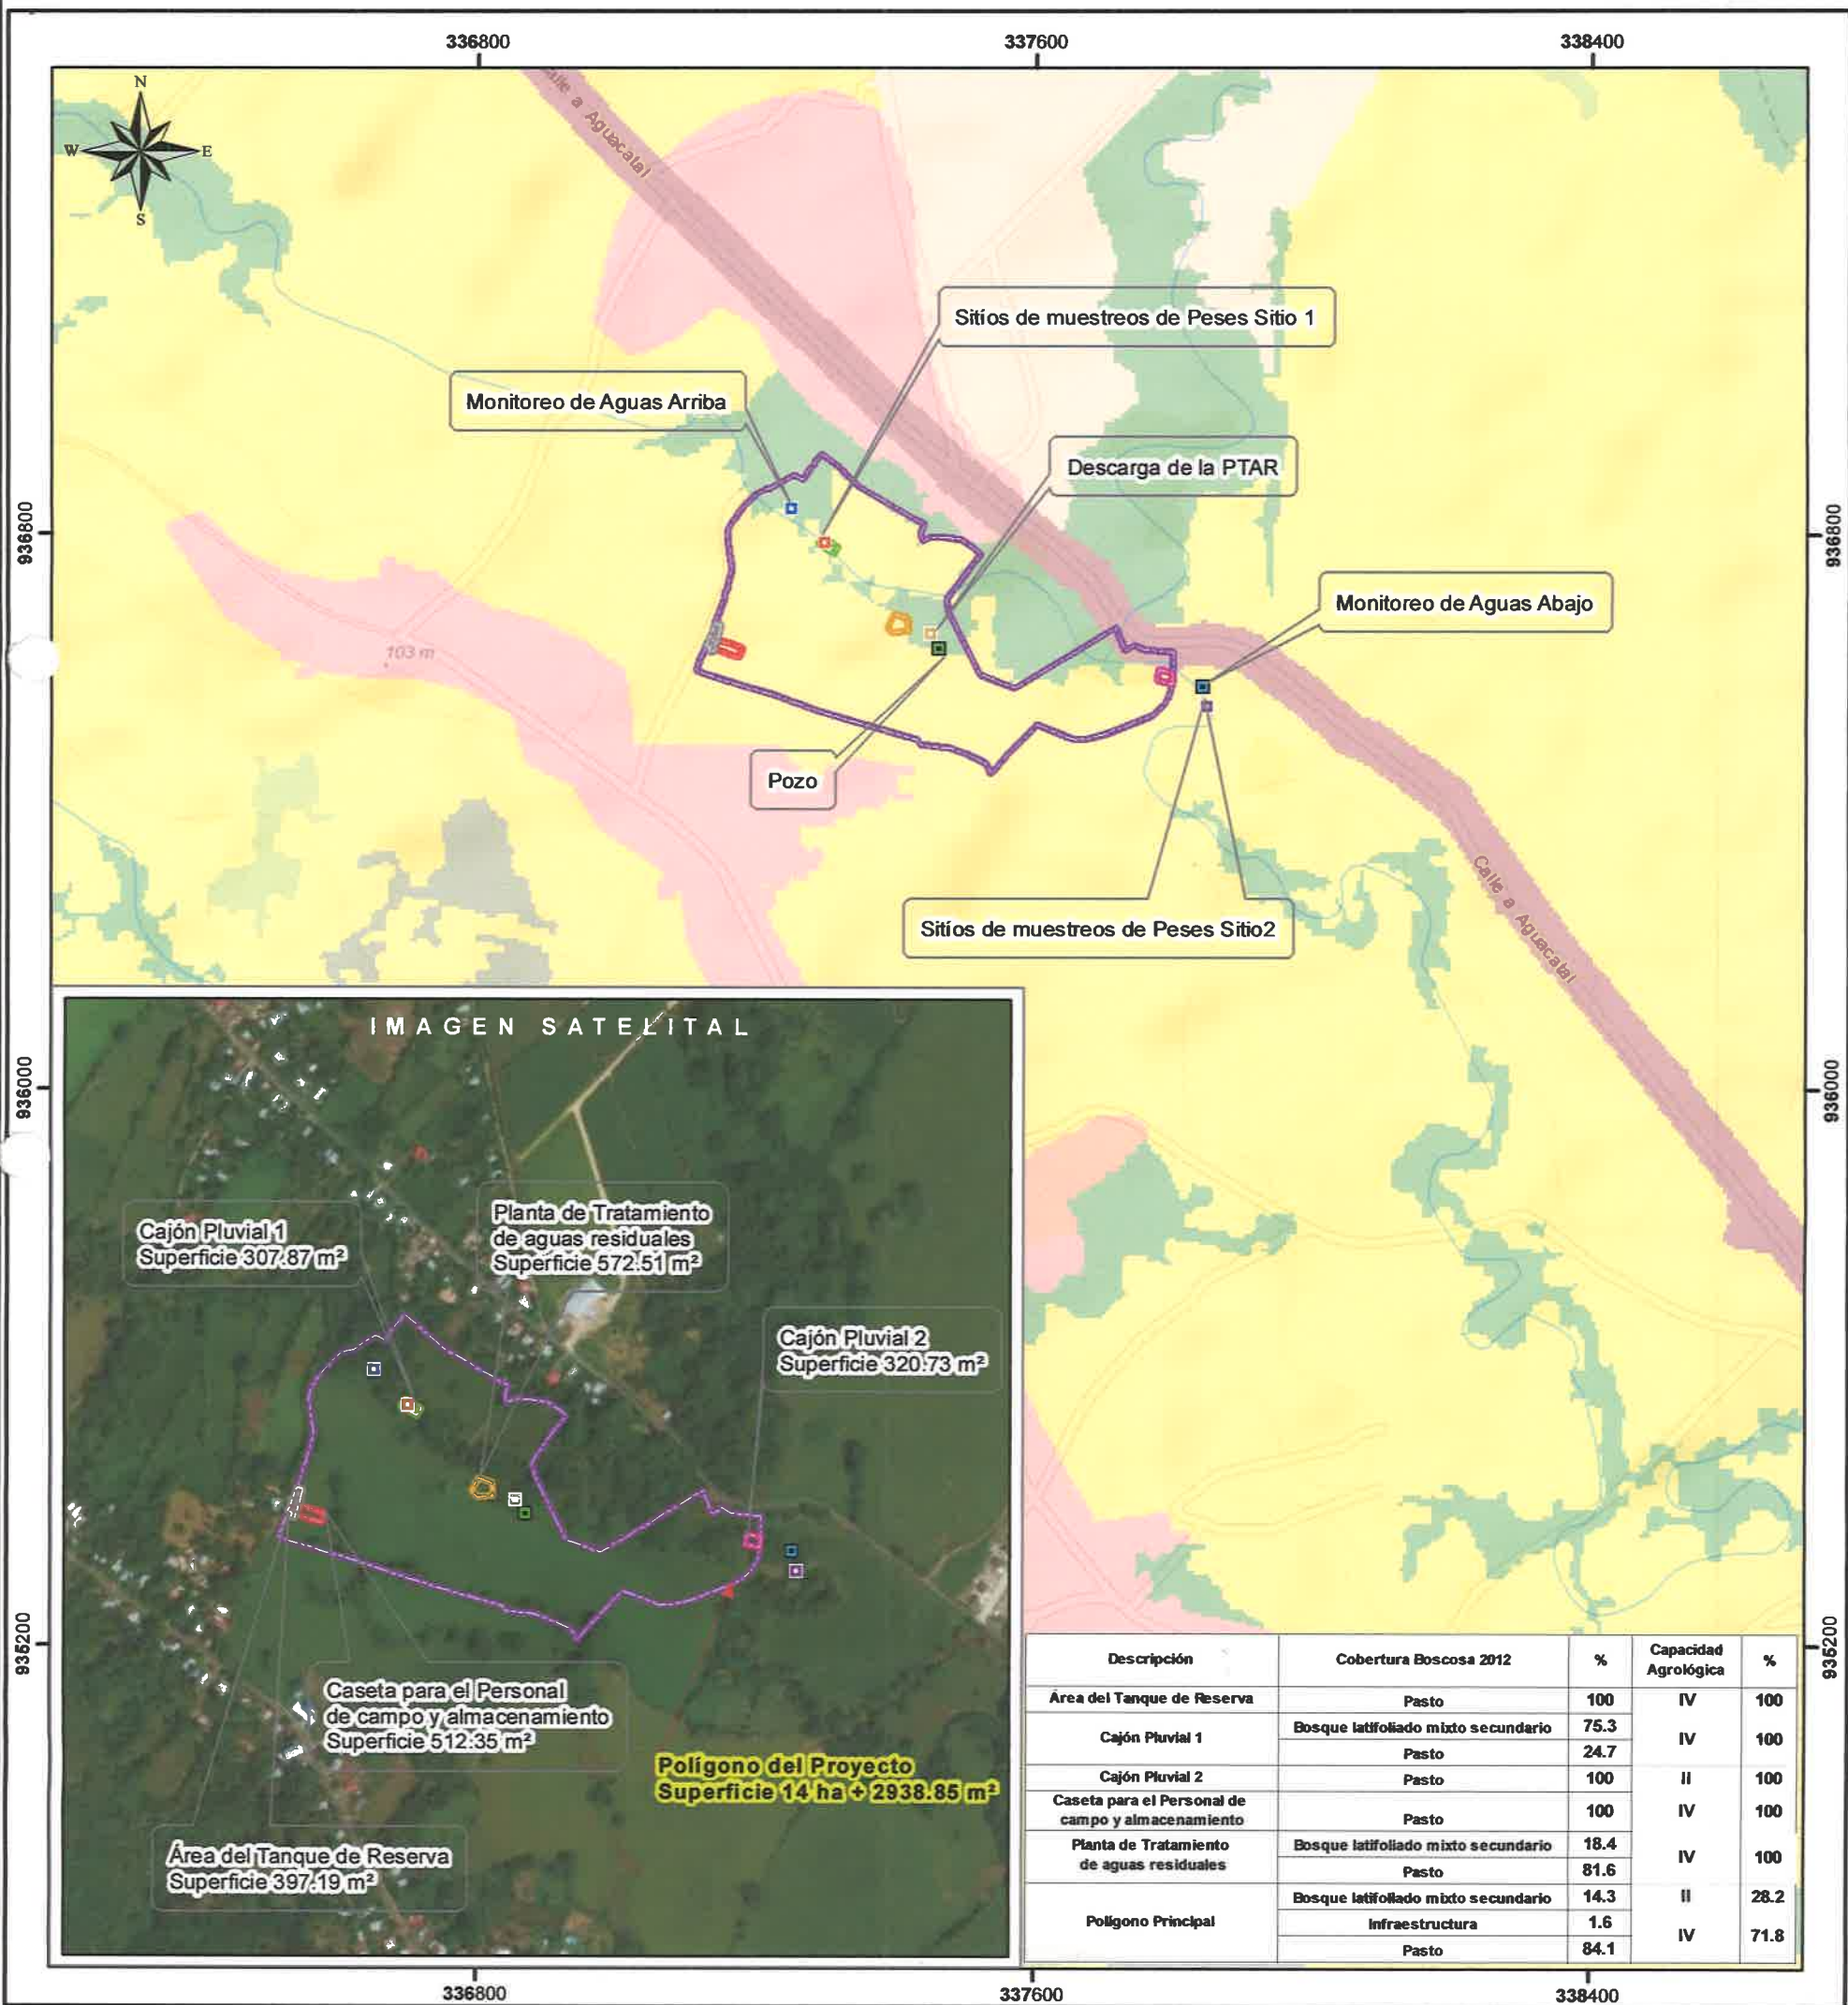 336800
337600
338400
N
W
E
S
Calle a Aguacatal
Sitíos de muestreos de Peses Sitio 1
Monitoreo de Aguas Arriba
Descarga de la PTAR
936800
936800
Monitoreo de Aguas Abajo
103 m
Pozo
Sitíos de muestreos de Peses Sitio2
Calle a Aguacatal
IMAGEN SATELITAL
936000
936000
Cajón Pluvial 1
Superficie 307.87 m²
Planta de Tratamiento
de aguas residuales
Superficie 572.51 m²
Cajón Pluvial 2
Superficie 320.73 m²
Caseta para el Personal
de campo y almacenamiento
Superficie 512.35 m²
Polígono del Proyecto
Superficie 14 ha + 2938.85 m²
Área del Tanque de Reserva
Superficie 397.19 m²
935200
935200
Descripción Cobertura Boscosa 2012 % Capacidad Agrológica %
Área del Tanque de Reserva Pasto 100 IV 100
Cajón Pluvial 1 Bosque latifoliado mixto secundario 75.3 IV 100
Pasto 24.7
Cajón Pluvial 2 Pasto 100 II 100
Caseta para el Personal de
campo y almacenamiento Pasto 100 IV 100
Planta de Tratamiento
de aguas residuales Bosque latifoliado mixto secundario 18.4 IV 100
Pasto 81.6
Polígono Principal Bosque latifoliado mixto secundario 14.3 II 28.2
Infraestructura 1.6 IV 71.8
Pasto 84.1
336800
337600
338400